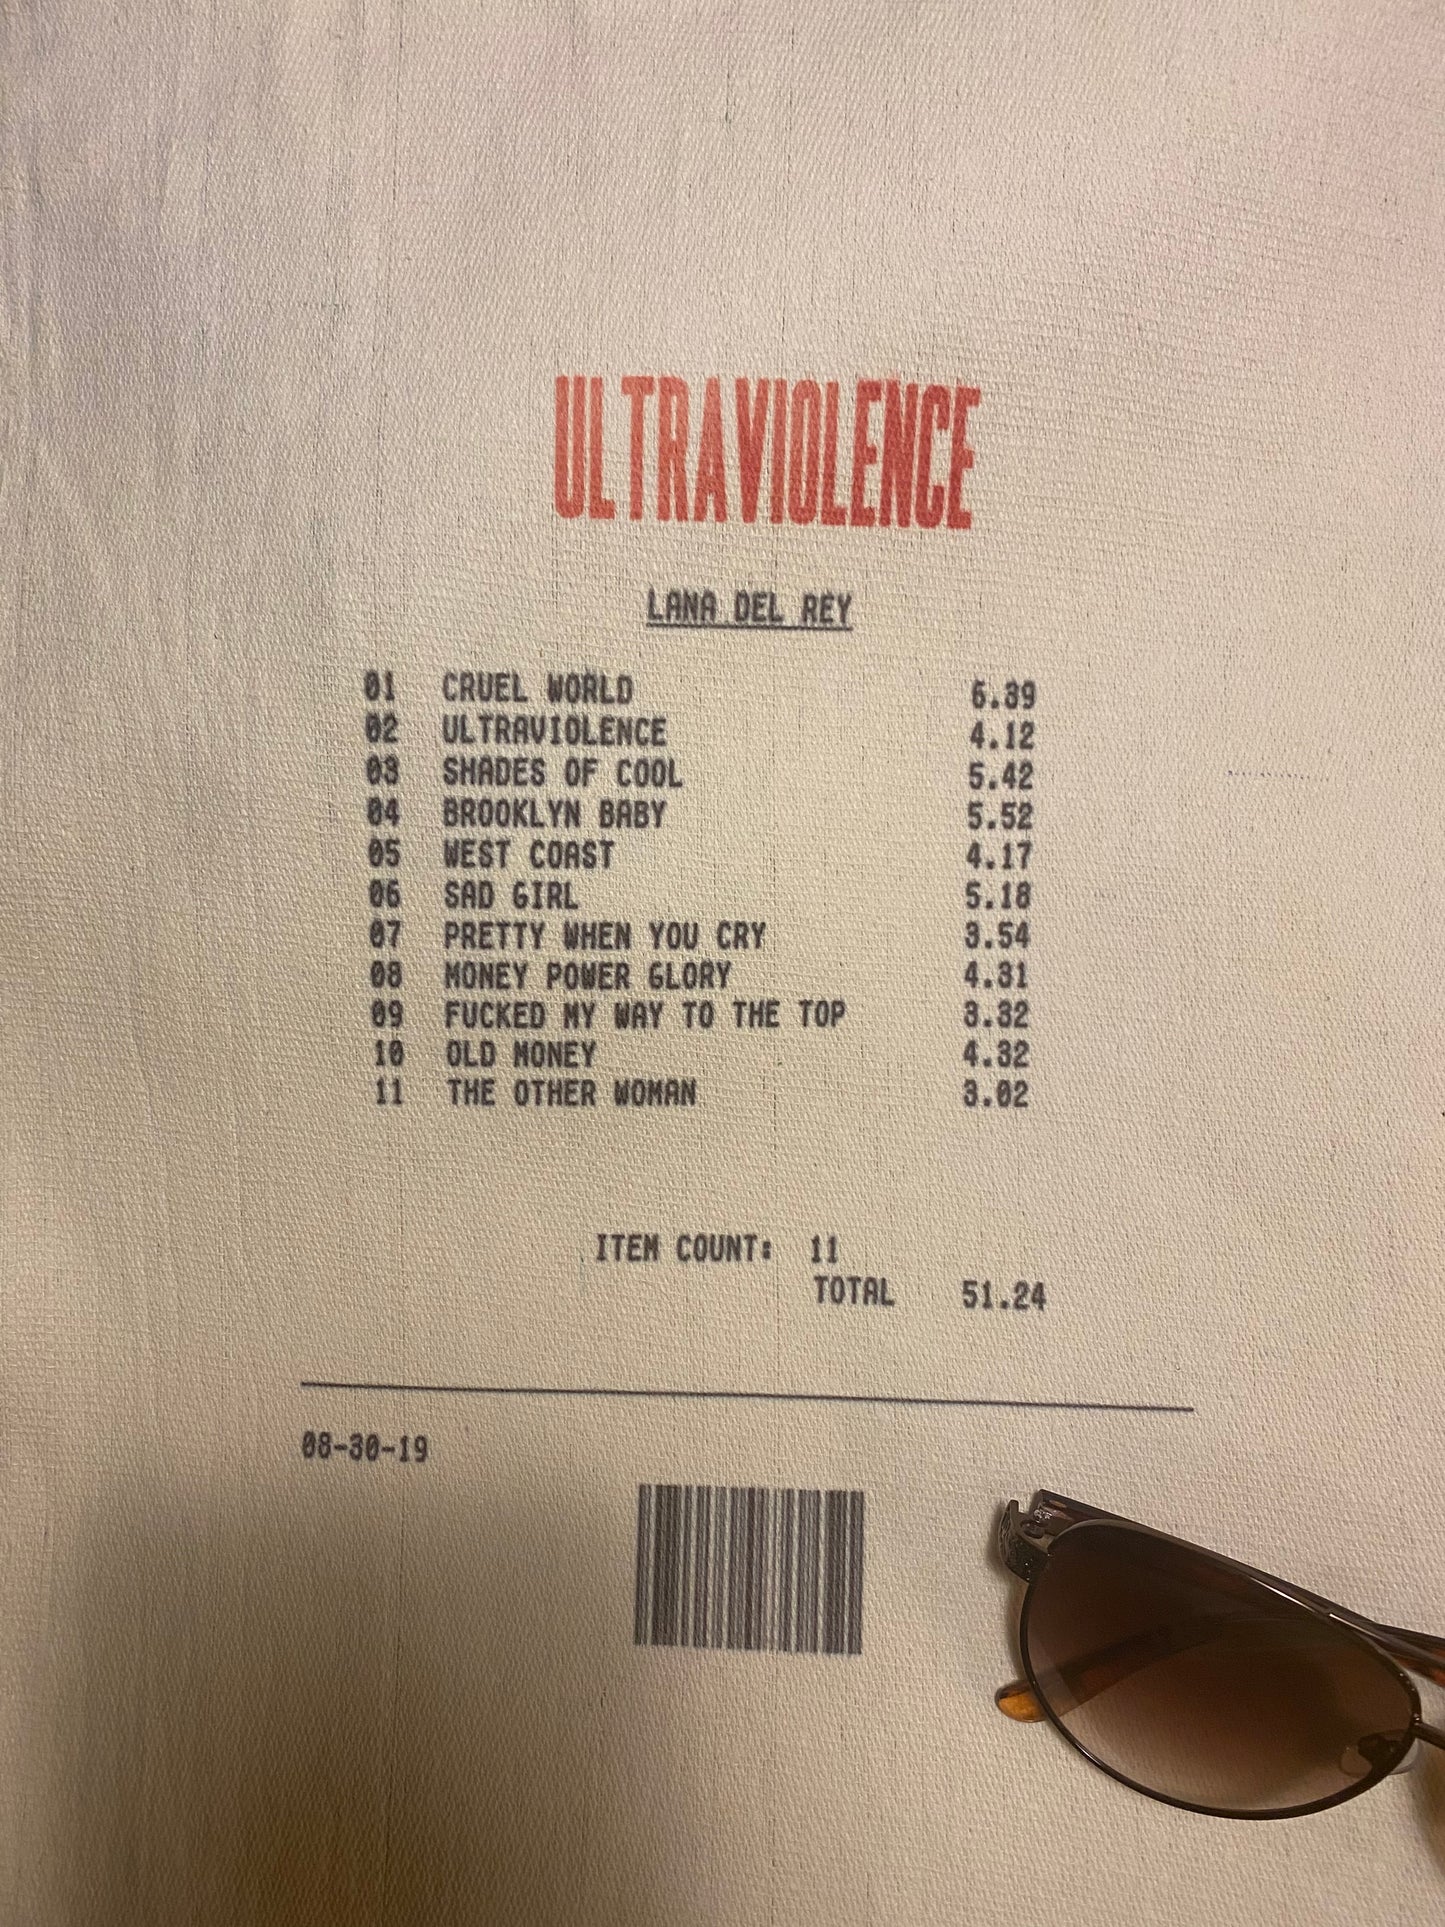 ULTRAVIOLENCE
LANA DEL REY
01 CRUEL WORLD 6.39
02 ULTRAVIOLENCE 4.12
03 SHADES OF COOL 5.42
04 BROOKLYN BABY 5.52
05 WEST COAST 4.17
06 SAD GIRL 5.18
07 PRETTY WHEN YOU CRY 3.54
08 MONEY POWER GLORY 4.31
09 FUCKED MY WAY TO THE TOP 3.32
10 OLD MONEY 4.32
11 THE OTHER WOMAN 3.02
ITEM COUNT: 11
TOTAL 51.24
08-30-19